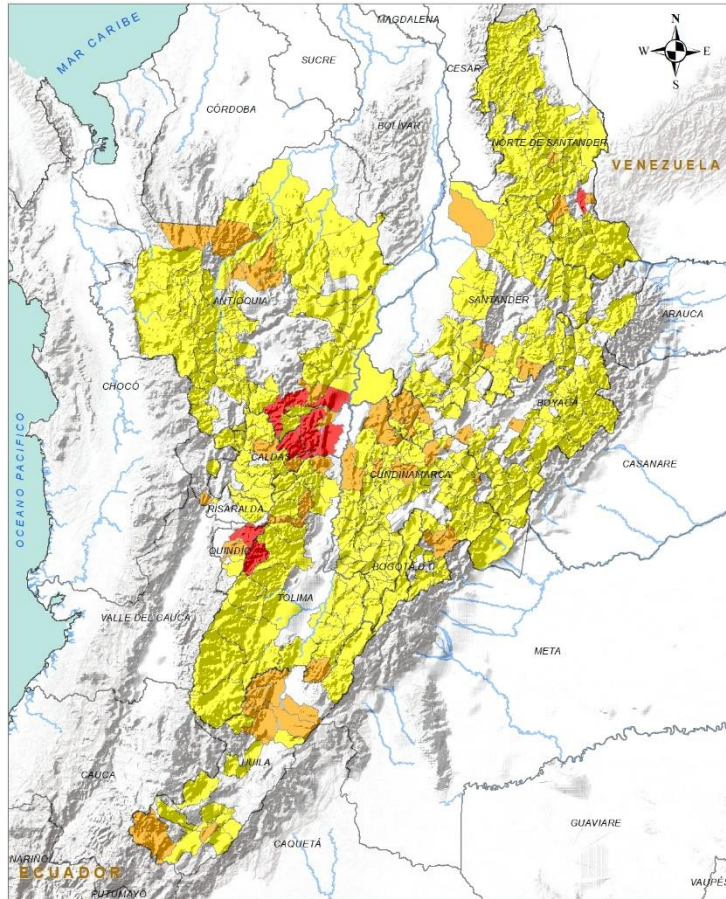 MAGDALENA
N
MAR CARIBE
SUCRE
CESAR
W
E
S
CÓRDOBA
BOLÍVAR
NORTE DE SANTANDER
VENEZUELA
ANTIOQUIA
SANTANDER
ARAUCA
CHOCÓ
BOYACÁ
CALDAS
CUNDINAMARCA
CASANARE
OCEANO PACIFICO
RISARALDA
QUINDÍO
BOGOTÁ D.C
TOLIMA
VALLE DEL CAUCA
META
HUILA
CAUCA
GUAVIARE
CAQUETÁ
NARIÑO
ECUADOR
PUTUMAYO
VAUPÉS